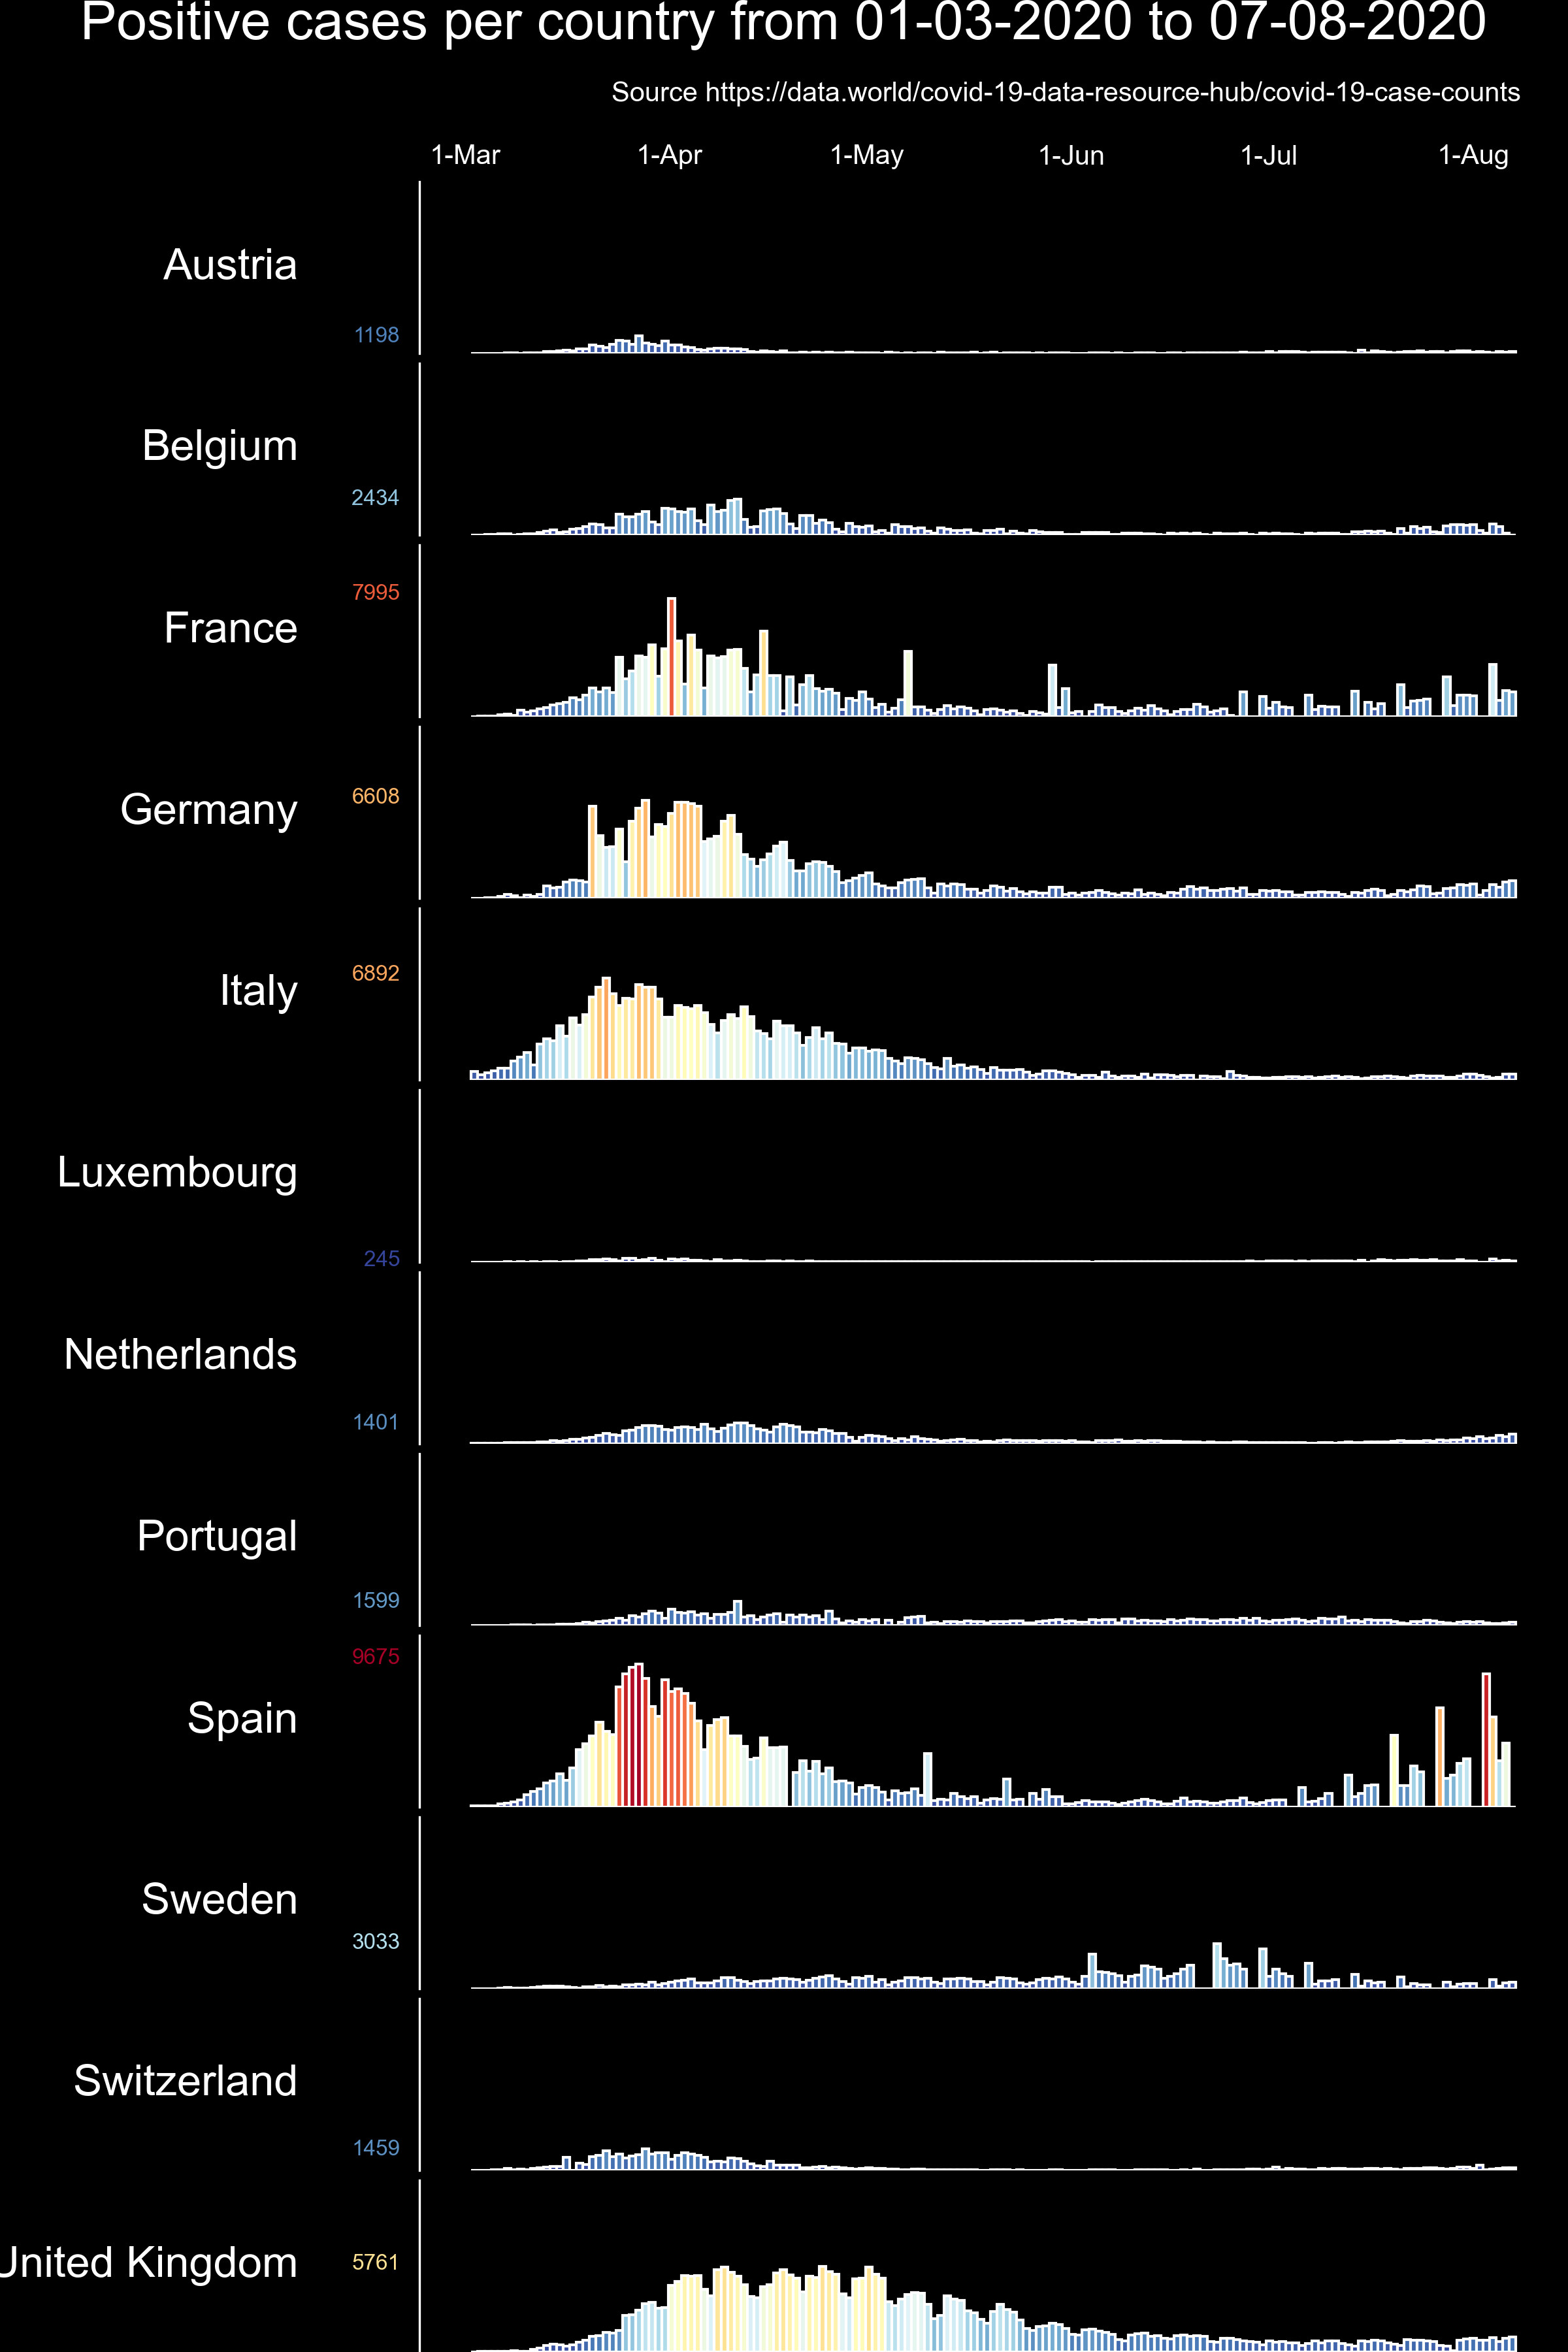 Positive cases per country from 01-03-2020 to 07-08-2020
Source https://data.world/covid-19-data-resource-hub/covid-19-case-counts
1-Mar 1-Apr 1-May 1-Jun 1-Jul 1-Aug
Austria
1198
Belgium
2434
7995
France
6608
Germany
6892
Italy
Luxembourg
245
Netherlands
1401
Portugal
1599
9675
Spain
Sweden
3033
Switzerland
1459
United Kingdom 5761